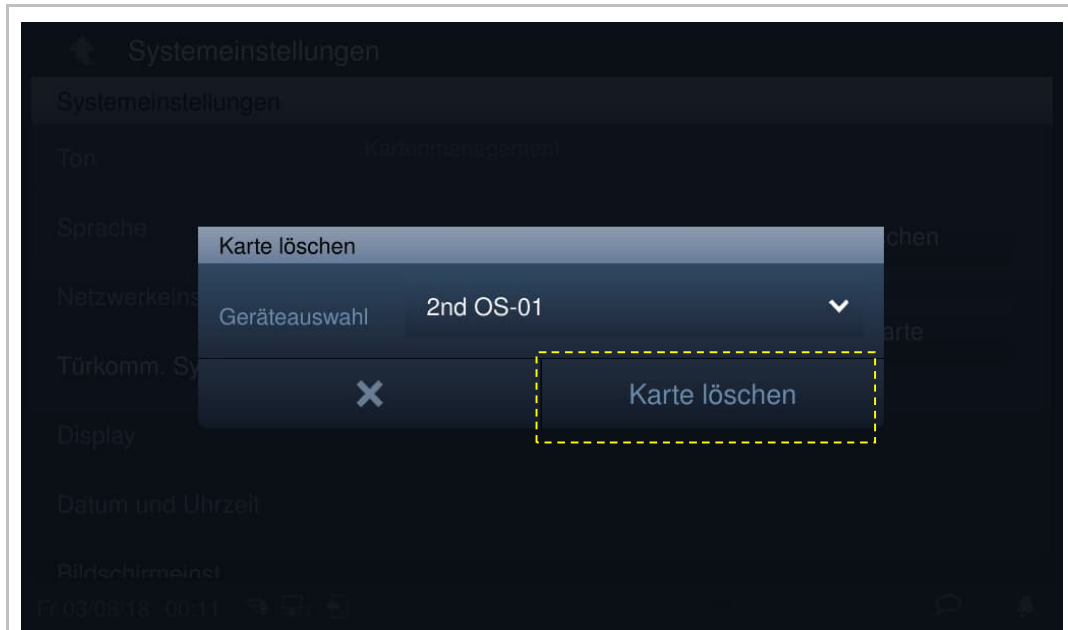 Systemeinstellungen
Systemeinstellungen
Ton
Kartenmanagement
Sprache
chen
Karte löschen
Netzwerkeins
Geräteauswahl
2nd OS-01
arte
Türkomm. Sy
Karte löschen
Display
Datum und Uhrzeit
Bildschirmeinst
Fr 03/08/18 00:11